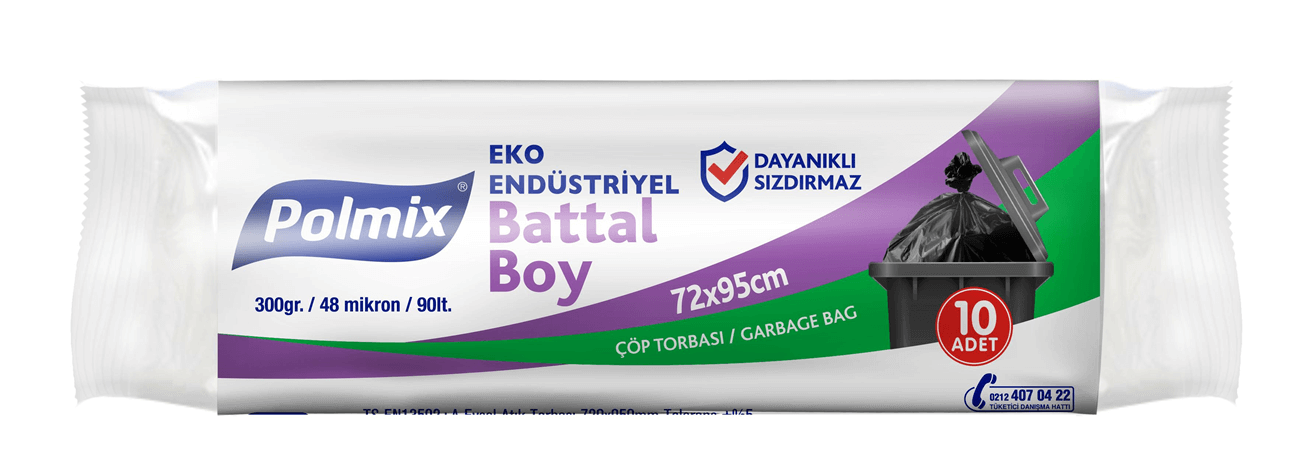 Polmix®
300gr. / 48 mikron / 90lt.
EKO
ENDÜSTRİYEL
Battal
Boy
DAYANIKLI
SIZDIRMAZ
72x95cm
ÇÖP TORBASI / GARBAGE BAG
10
ADET
0212 407 04 22
TÜKETİCİ DANIŞMA HATTI